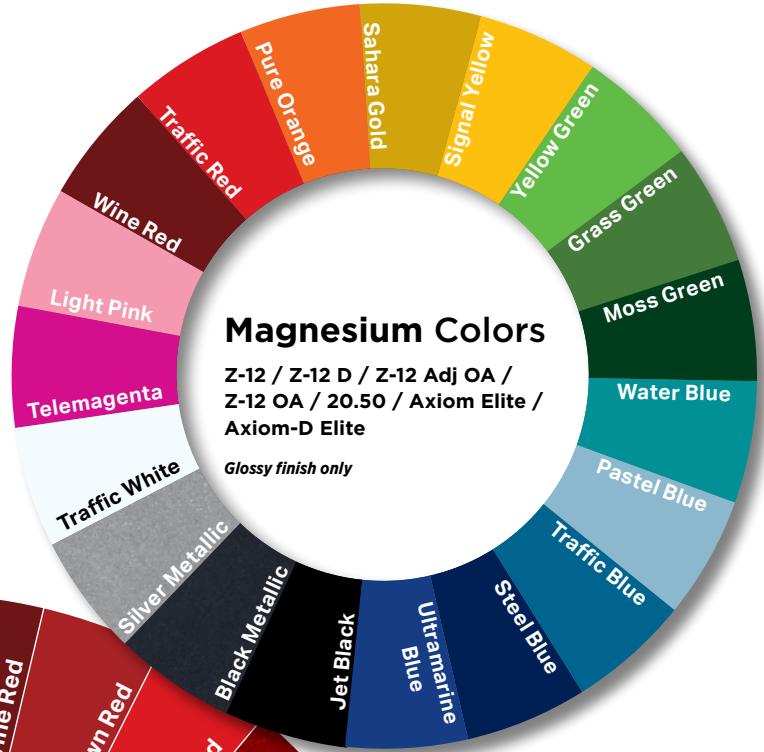 Sahara Gold
Signal Yellow
Yellow Green
Grass Green
Moss Green
Water Blue
Pastel Blue
Traffic Blue
Steel Blue
Ultramarine
Blue
Jet Black
Black Metallic
Silver Metallic
Traffic White
Telemagenta
Light Pink
Wine Red
Traffic Red
Pure Orange
Magnesium Colors
Z-12 / Z-12 D / Z-12 Adj OA /
Z-12 OA / 20.50 / Axiom Elite /
Axiom-D Elite
Glossy finish only
Red
Red